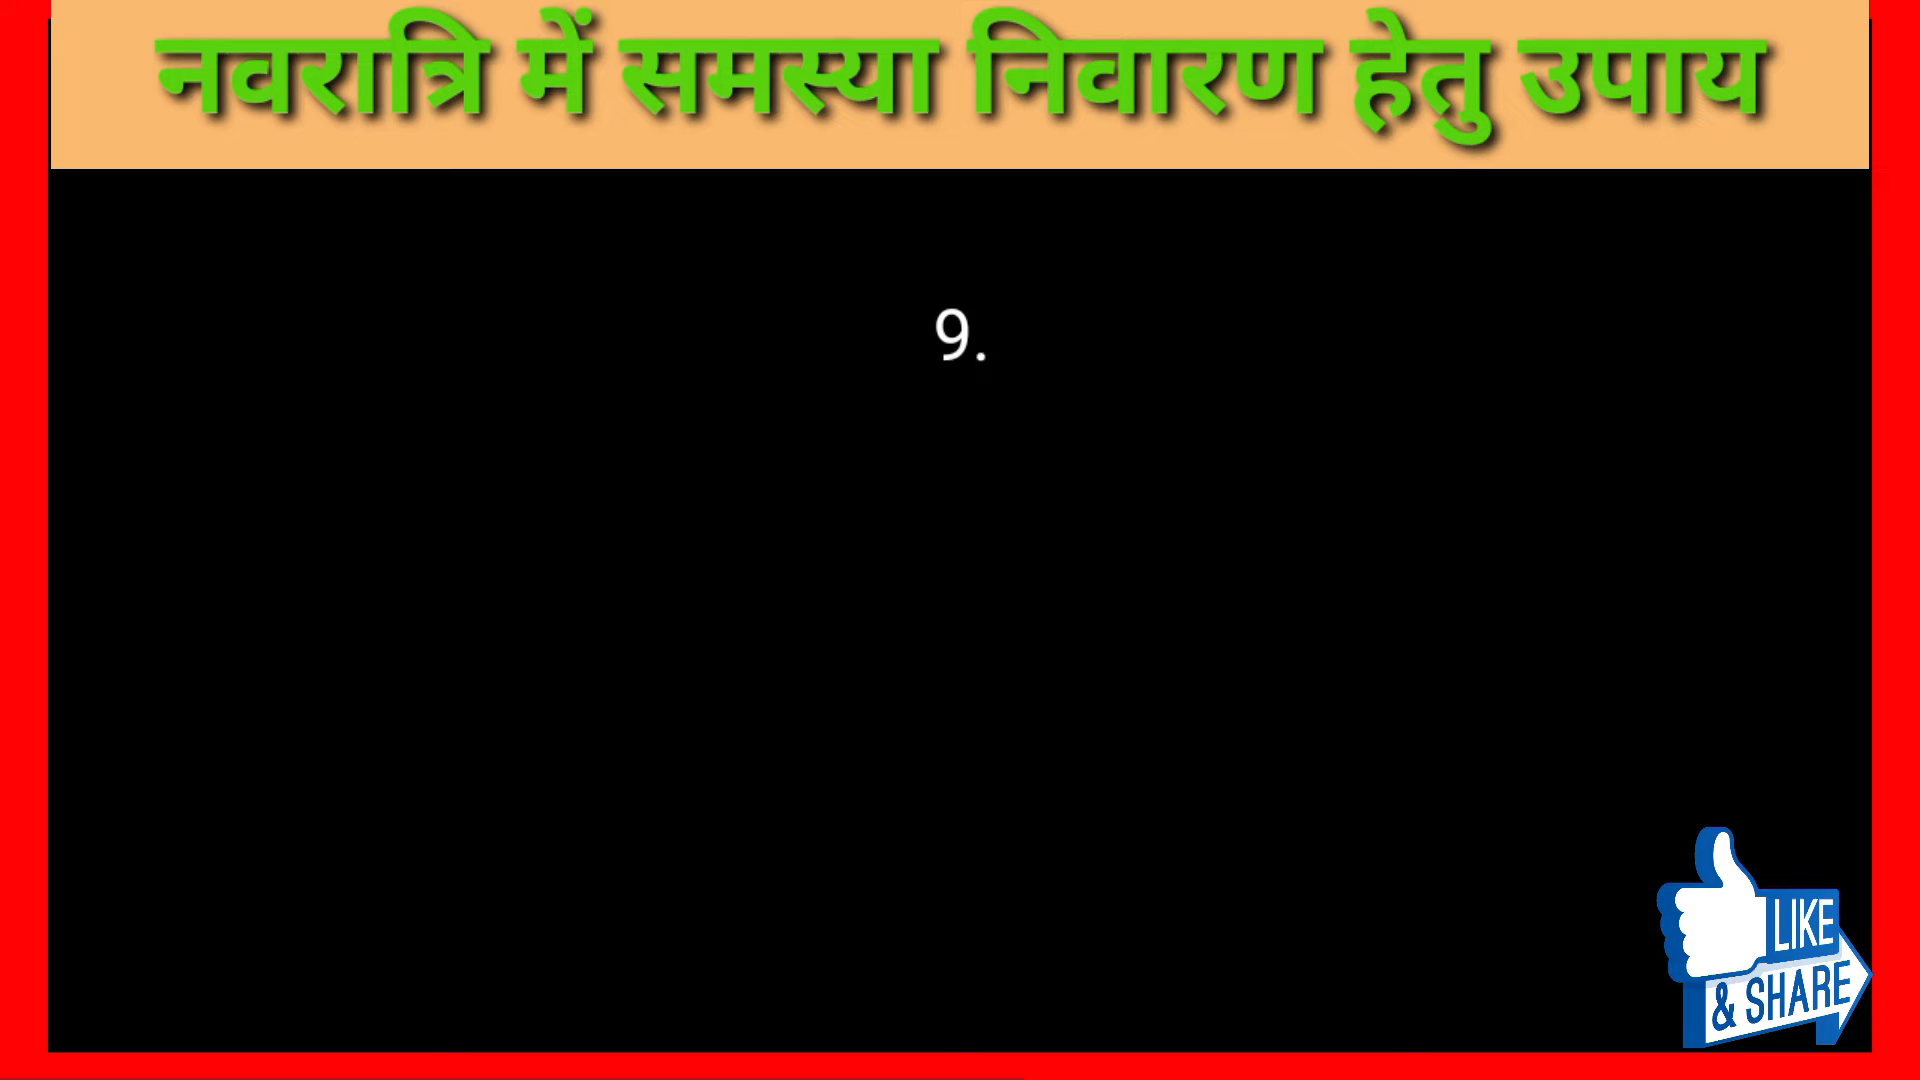 नवरात्रि में समस्या निवारण हेतु उपाय
9.
LIKE
& SHARE